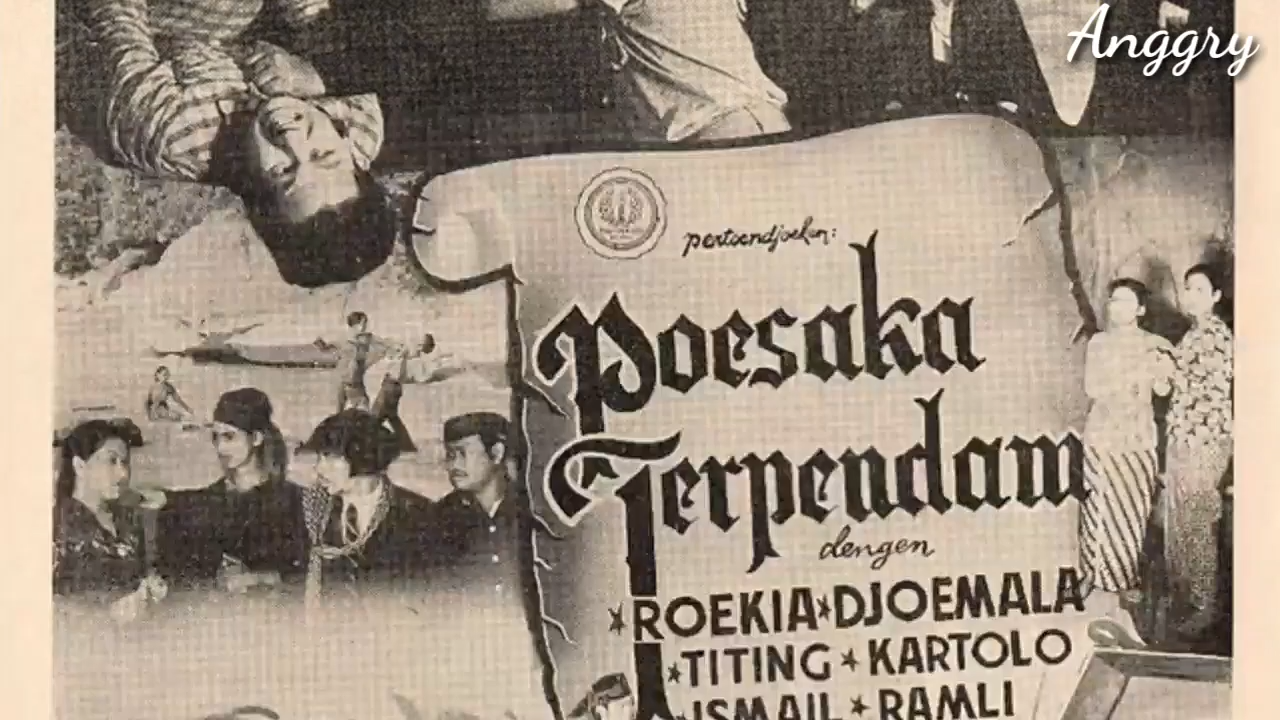 Anggry
pertoendjoekan:
Poesaka
Terpendam
dengen
*ROEKIA*DJOEMALA
*TITING*KARTOLO
*ISMAIL*RAMLI